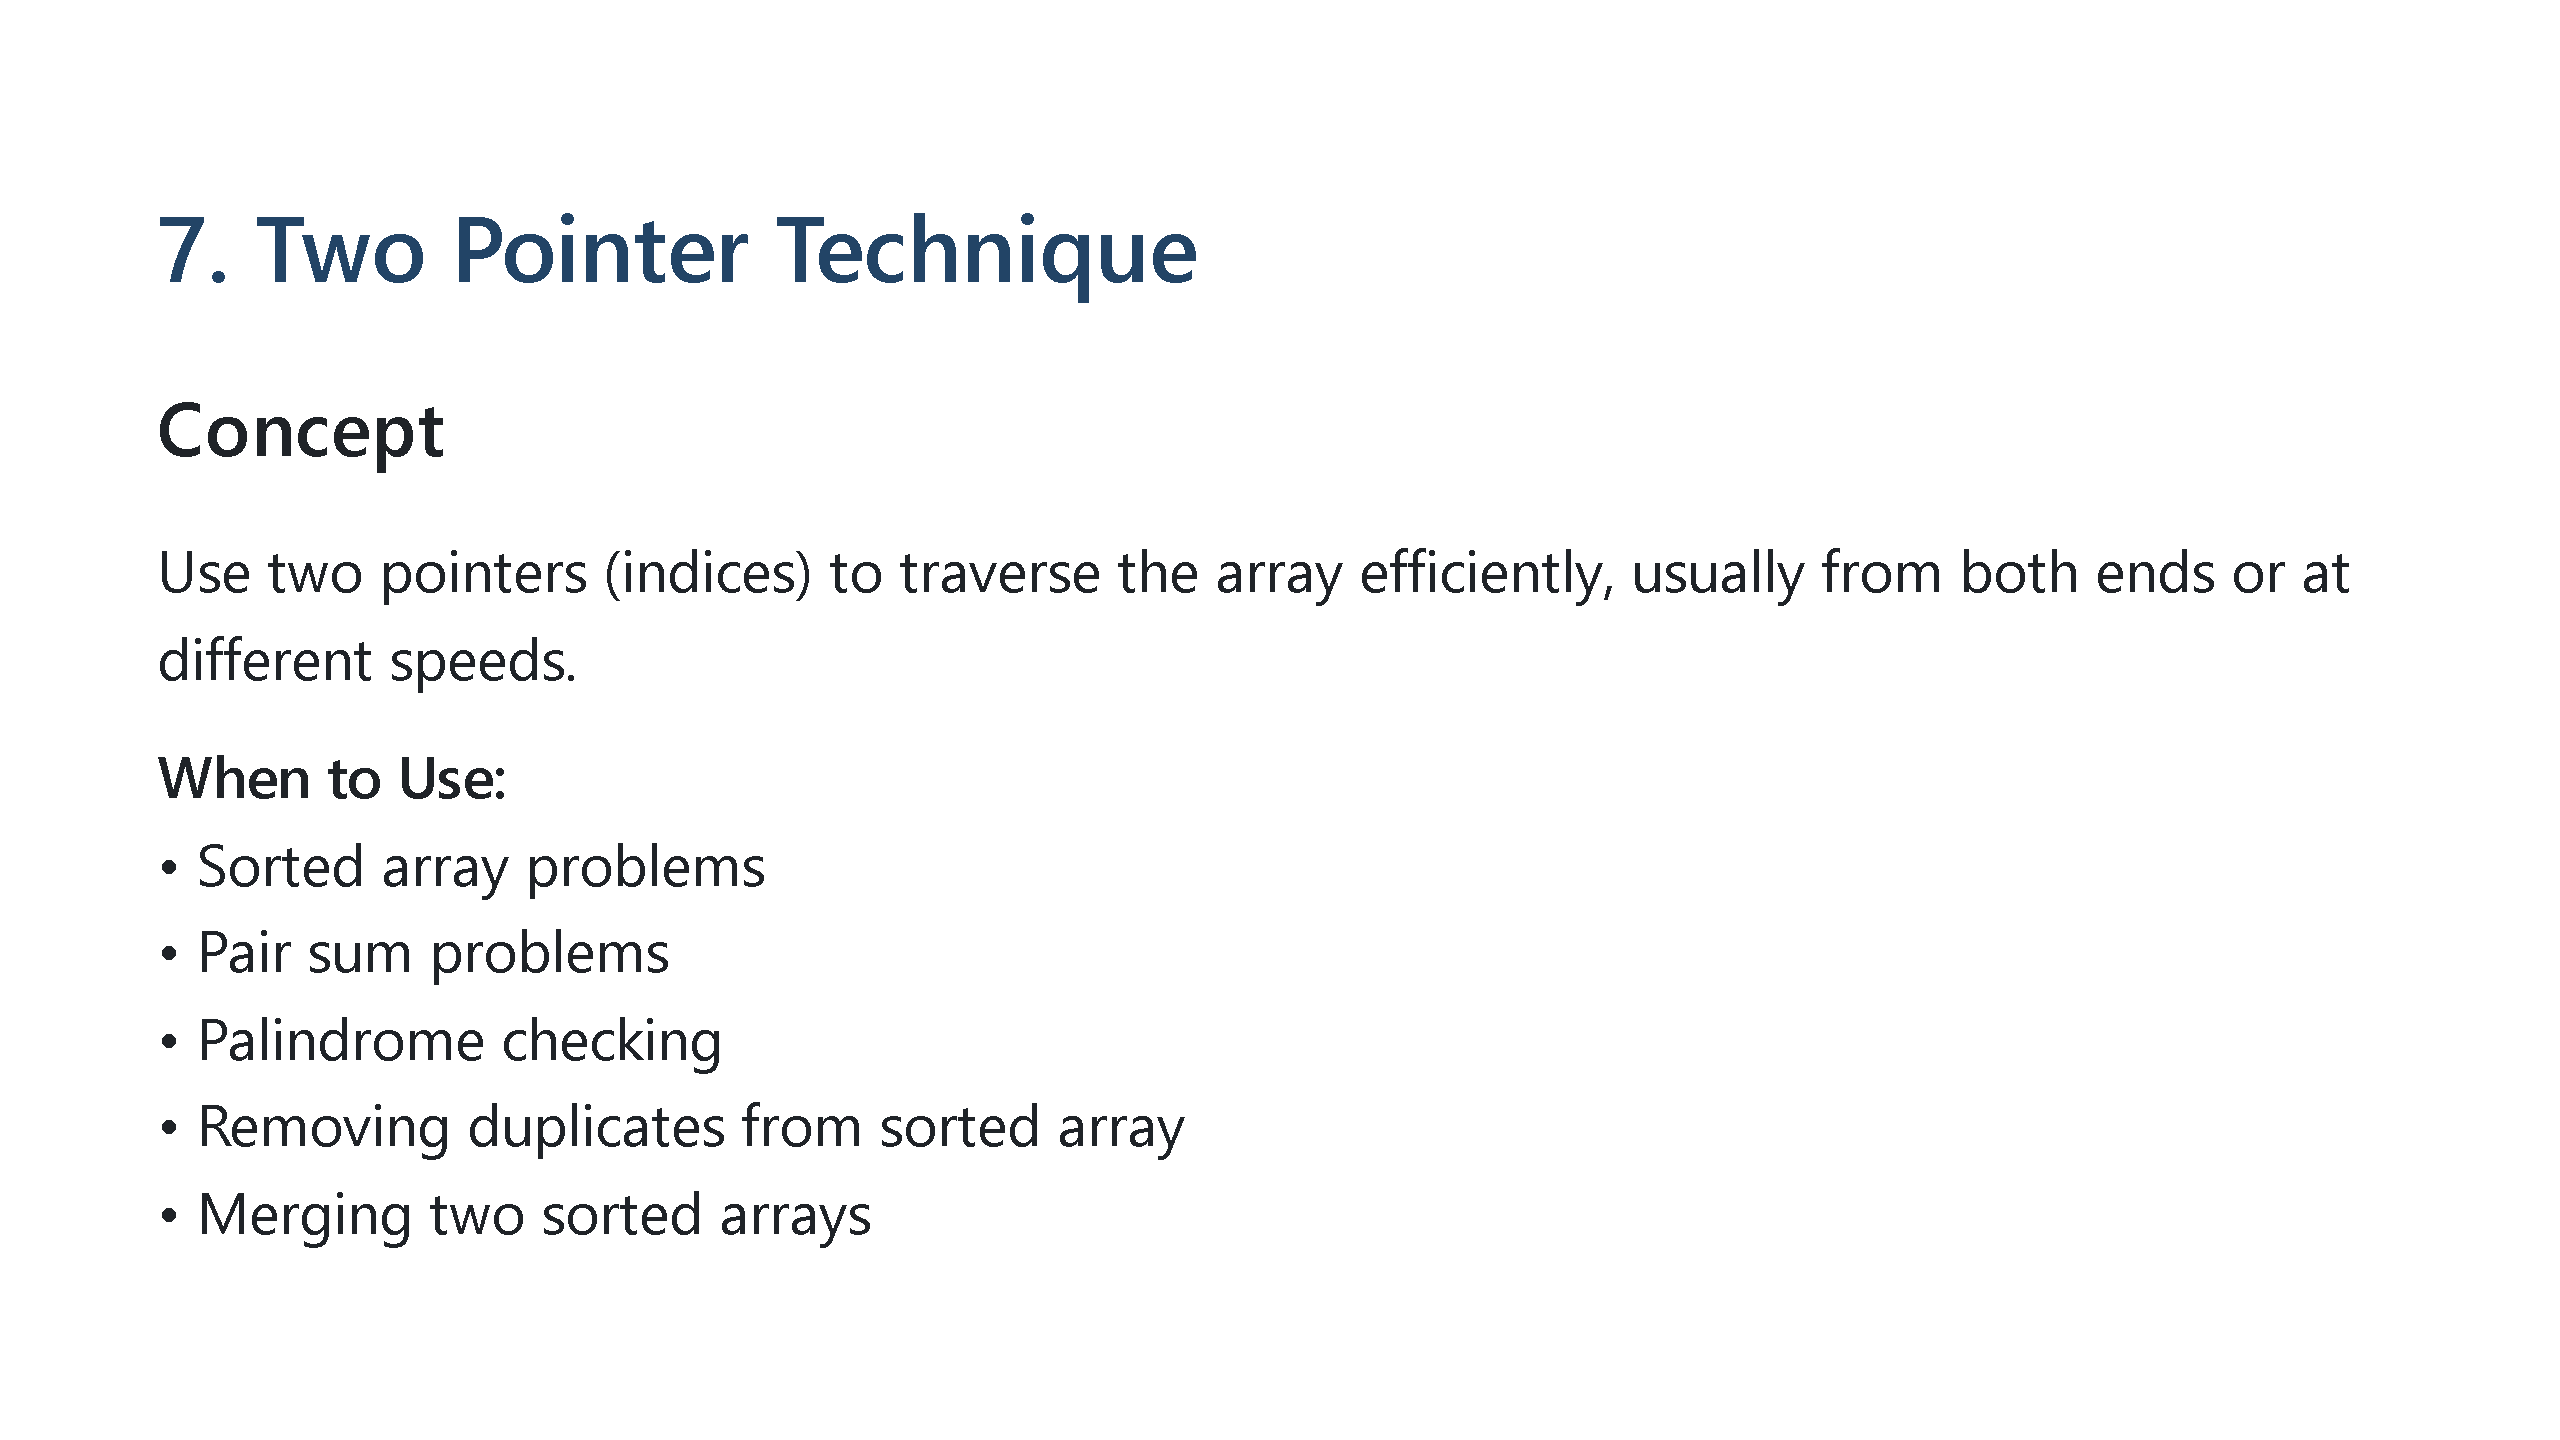 7. Two Pointer Technique
Concept
Use two pointers (indices) to traverse the array efficiently, usually from both ends or at
different speeds.
When to Use:
• Sorted array problems
• Pair sum problems
• Palindrome checking
• Removing duplicates from sorted array
• Merging two sorted arrays